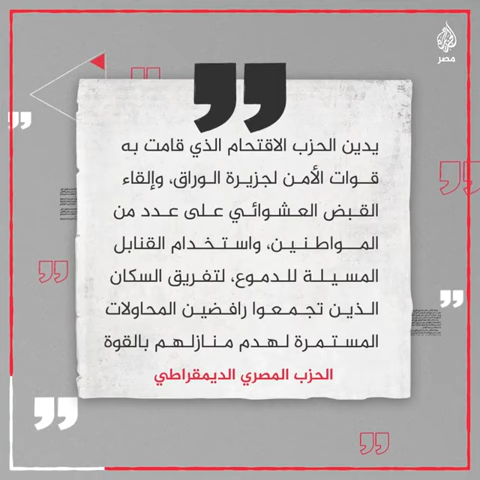 مصر
يدين الحزب الاقتحام الذي قامت به
قوات الأمن لجزيرة الوراق، وإلقاء
القبض العشوائي على عدد من
المواطنين، واستخدام القنابل
المسيلة للدموع، لتفريق السكان
الذين تجمعوا رافضين المحاولات
المستمرة لهدم منازلهم بالقوة
الحزب المصري الديمقراطي